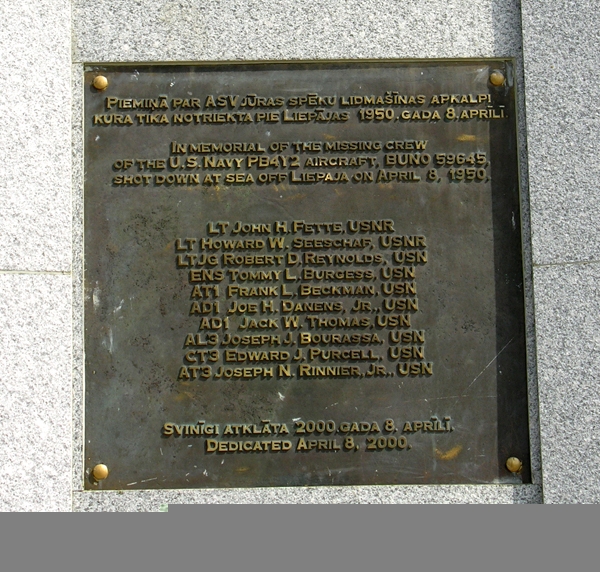 PIEMIŅA PAR ASV JŪRAS SPĒKU LIDMAŠĪNAS APKALPI
KURA TIKA NOTRIEKTA PIE LIEPĀJAS 1950. GADA 8. APRĪLĪ.
IN MEMORIAL OF THE MISSING CREW
OF THE U.S. NAVY PB4Y2 AIRCRAFT, BUNO 59645,
SHOT DOWN AT SEA OFF LIEPAJA ON APRIL 8, 1950.
LT JOHN H. FETTE, USNR
LT HOWARD W. SEESCHAF, USNR
LTJG ROBERT D. REYNOLDS, USN
ENS TOMMY L. BURGESS, USN
AT1 FRANK L. BECKMAN, USN
AD1 JOE H. DANENS, JR., USN
AD1 JACK W. THOMAS, USN
AL3 JOSEPH J. BOURASSA, USN
CT3 EDWARD J. PURCELL, USN
AT3 JOSEPH N. RINNIER, JR., USN
SVINĪGI ATKLĀTA 2000. GADA 8. APRĪLĪ.
DEDICATED APRIL 8, 2000.